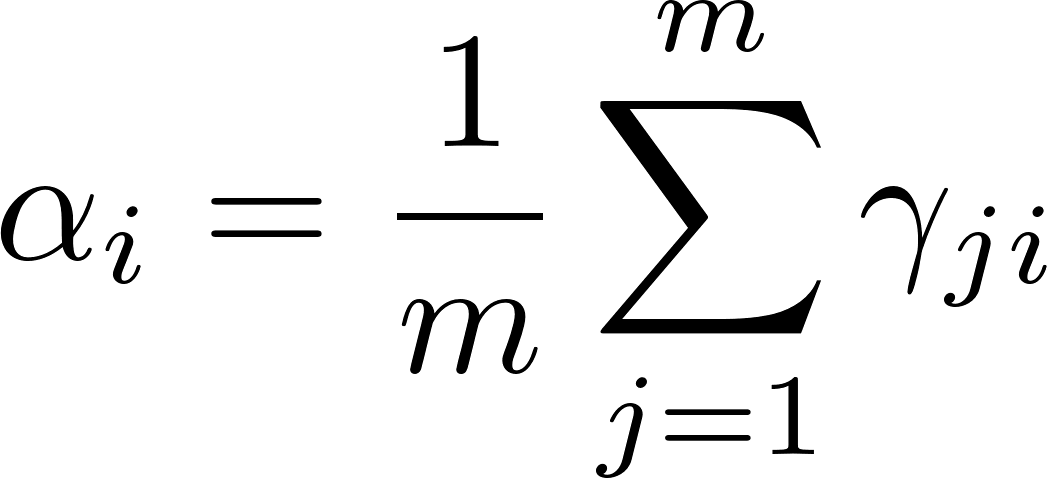 α_i = \frac{1}{m} \sum_{j=1}^{m} γ_{ji}